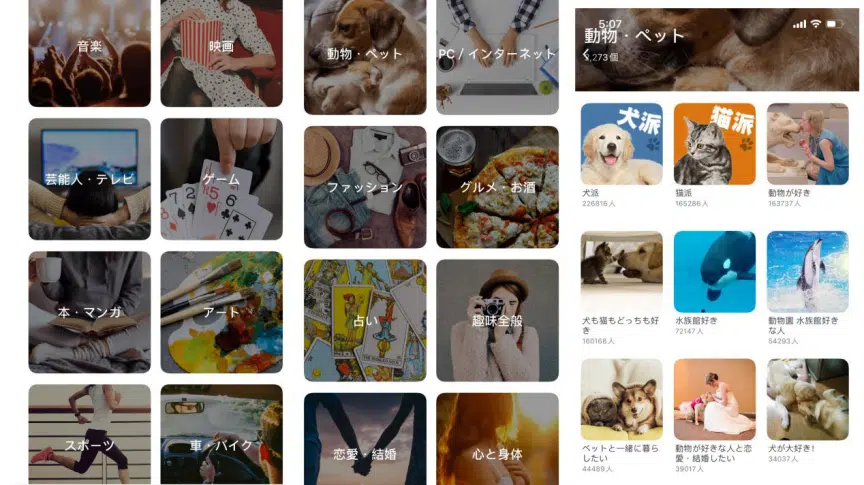 音楽
映画
芸能人・テレビ
ゲーム
本・マンガ
アート
スポーツ
車・バイク
動物・ペット
PC / インターネット
ファッション
グルメ・お酒
占い
趣味全般
恋愛・結婚
心と身体
5:07
動物・ペット
,273個
犬派
猫派
犬派
226816人
猫派
165286人
動物が好き
163737人
犬も猫もどっちも好
き
160168人
水族館好き
72147人
動物園 水族館好き
な人
54293人
ペットと一緒に暮ら
したい
44489人
動物が好きな人と恋
愛・結婚したい
39017人
犬が大好き!
34037人